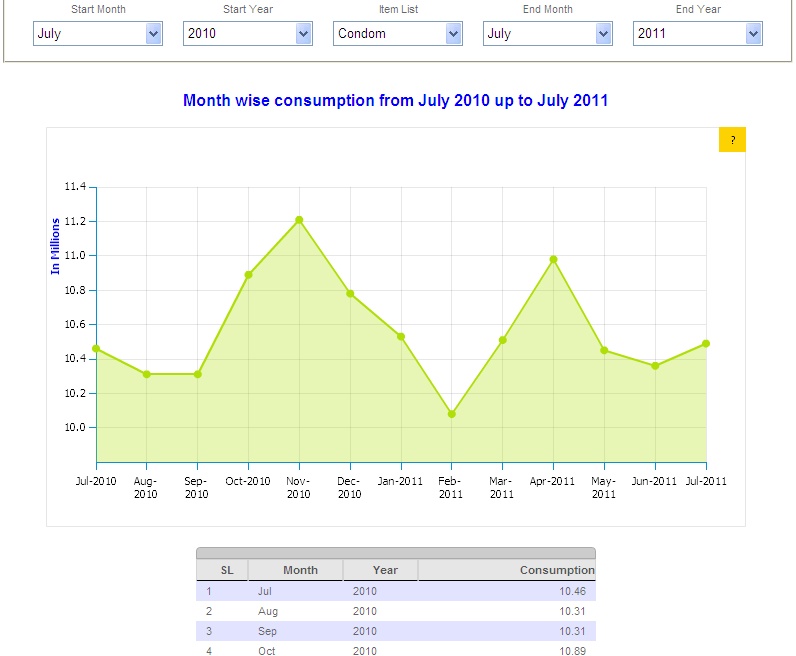 Start Month Start Year Item List End Month End Year
July 2010 Condom July 2011
Month wise consumption from July 2010 up to July 2011
?
In Millions
11.4
11.2
11.0
10.8
10.6
10.4
10.2
10.0
Jul-2010 Aug-2010 Sep-2010 Oct-2010 Nov-2010 Dec-2010 Jan-2011 Feb-2011 Mar-2011 Apr-2011 May-2011 Jun-2011 Jul-2011
SL Month Year Consumption
1 Jul 2010 10.46
2 Aug 2010 10.31
3 Sep 2010 10.31
4 Oct 2010 10.89